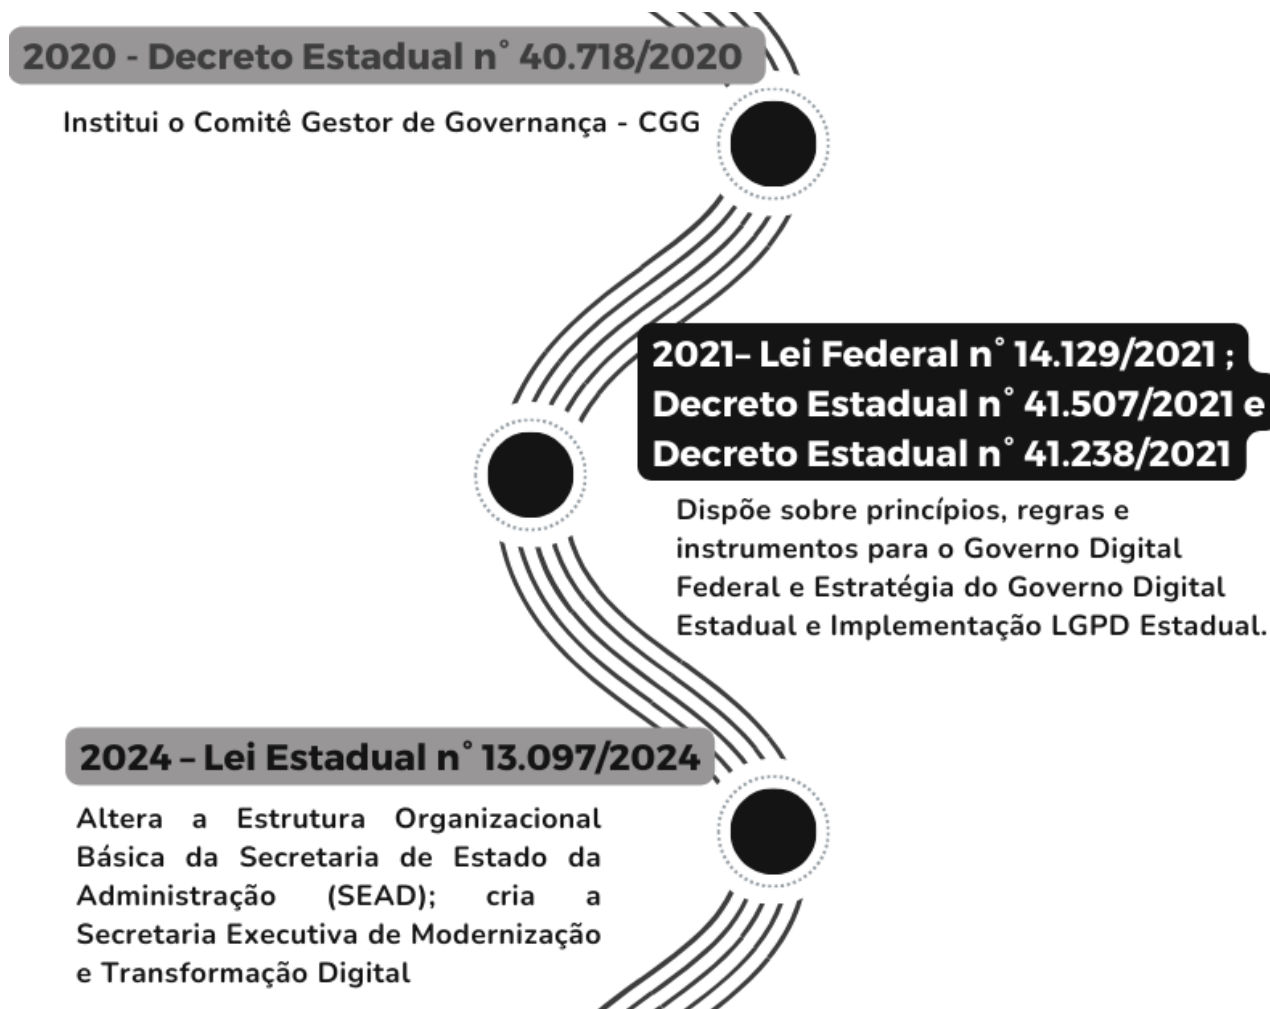 2020 - Decreto Estadual n° 40.718/2020
Institui o Comitê Gestor de Governança - CGG
2021– Lei Federal n° 14.129/2021 ;
Decreto Estadual n° 41.507/2021 e
Decreto Estadual n° 41.238/2021
Dispõe sobre princípios, regras e
instrumentos para o Governo Digital
Federal e Estratégia do Governo Digital
Estadual e Implementação LGPD Estadual.
2024 – Lei Estadual n° 13.097/2024
Altera a Estrutura Organizacional
Básica da Secretaria de Estado da
Administração (SEAD); cria a
Secretaria Executiva de Modernização
e Transformação Digital